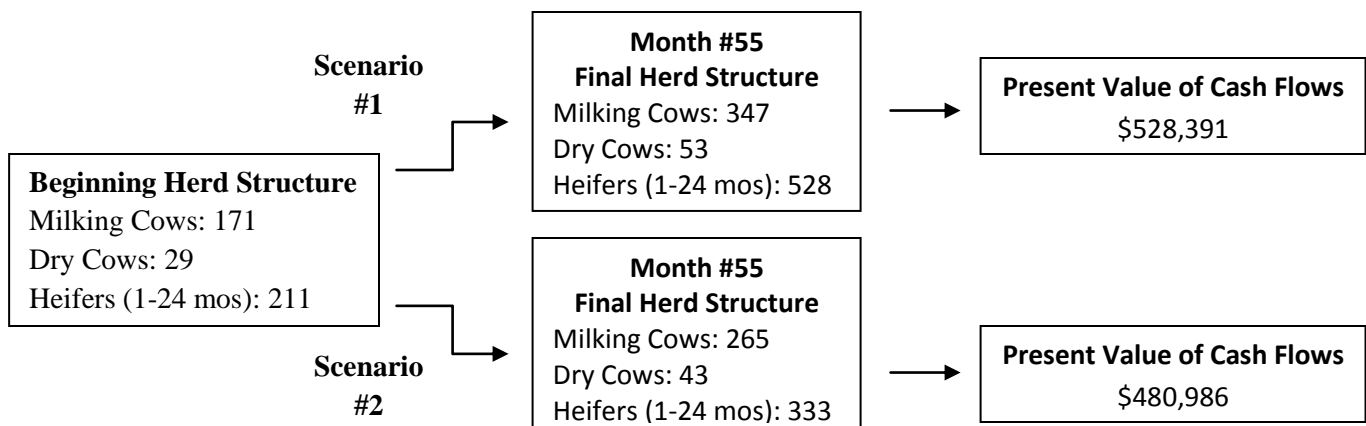 Scenario
#1
Beginning Herd Structure
Milking Cows: 171
Dry Cows: 29
Heifers (1-24 mos): 211
Scenario
#2
Month #55
Final Herd Structure
Milking Cows: 347
Dry Cows: 53
Heifers (1-24 mos): 528
Month #55
Final Herd Structure
Milking Cows: 265
Dry Cows: 43
Heifers (1-24 mos): 333
Present Value of Cash Flows
$528,391
Present Value of Cash Flows
$480,986